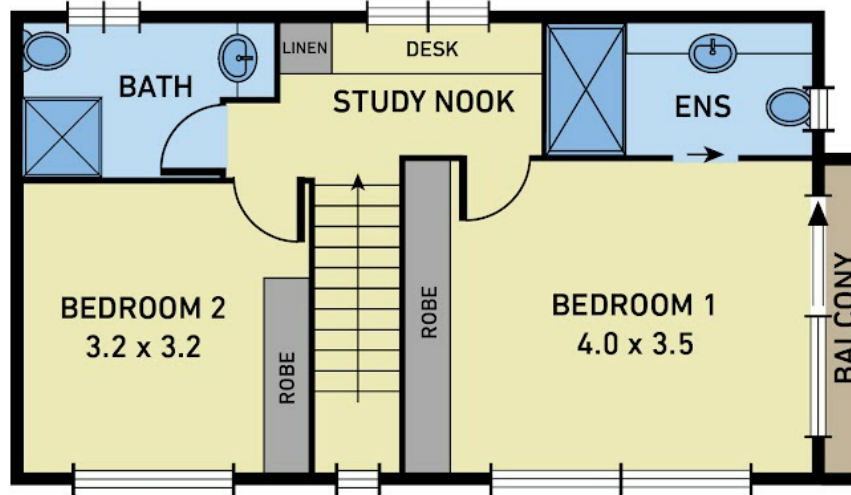 LINEN
DESK
BATH
STUDY NOOK
ENS
BEDROOM 2
3.2 x 3.2
ROBE
ROBE
BEDROOM 1
4.0 x 3.5
BALCONY